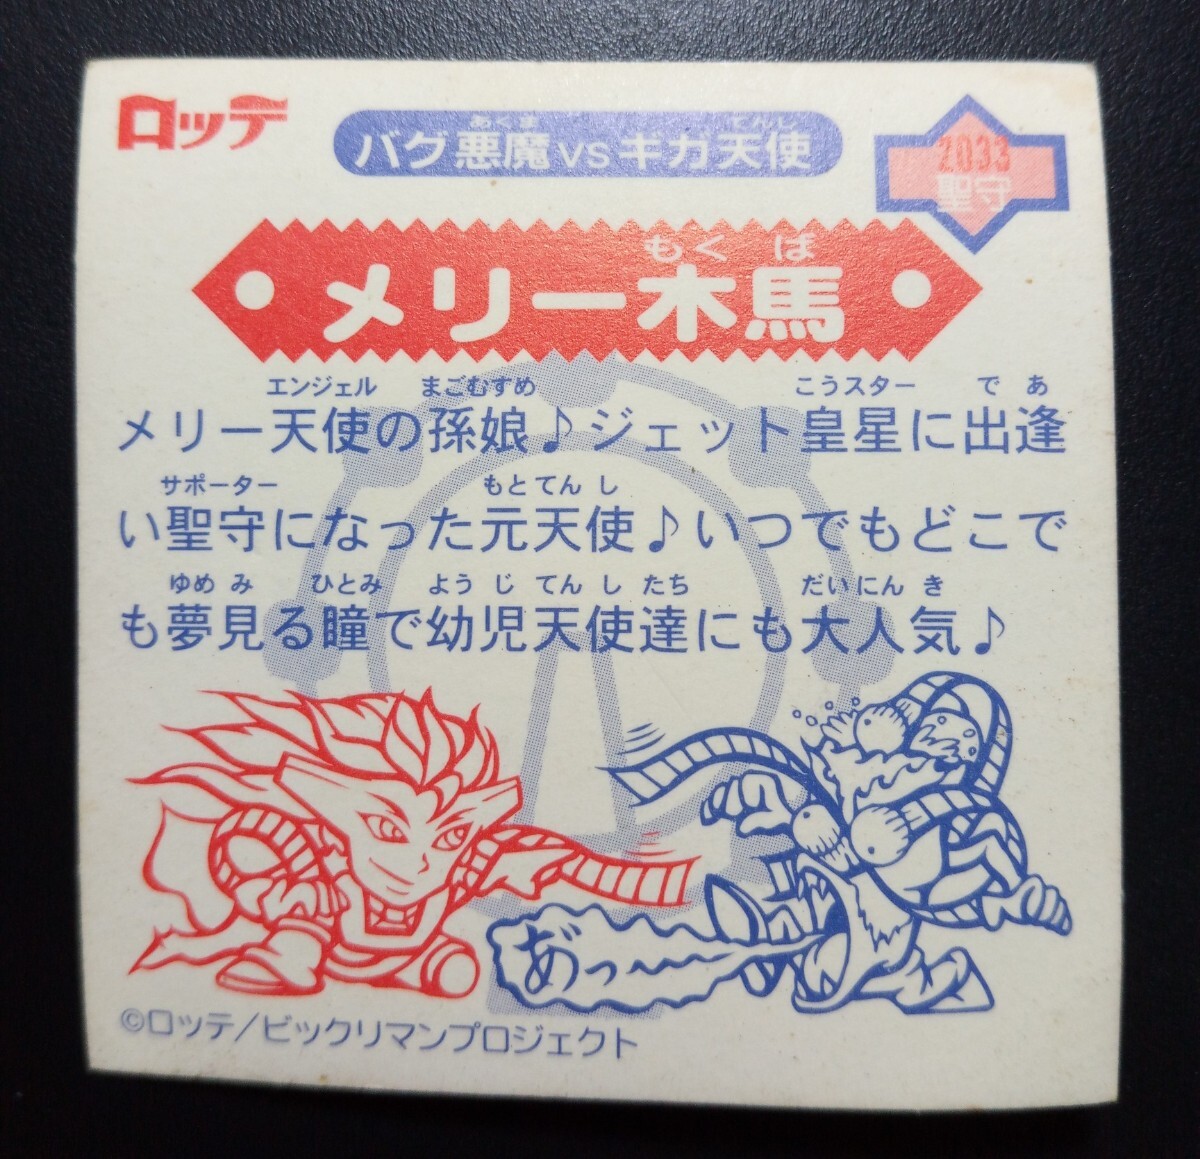 ロッテ
バグ悪魔vsギガ天使
あくま
てんし
2033
聖守
もくば
メリー木馬
エンジェル まごむすめ こうスター であ
メリー天使の孫娘♪ジェット皇星に出逢
サポーター もとてんし
い聖守になった元天使♪いつでもどこで
ゆめみ ひとみ ようじてんしたち だいにんき
も夢見る瞳で幼児天使達にも大人気♪
あ゛っ〜
©ロッテ/ビックリマンプロジェクト